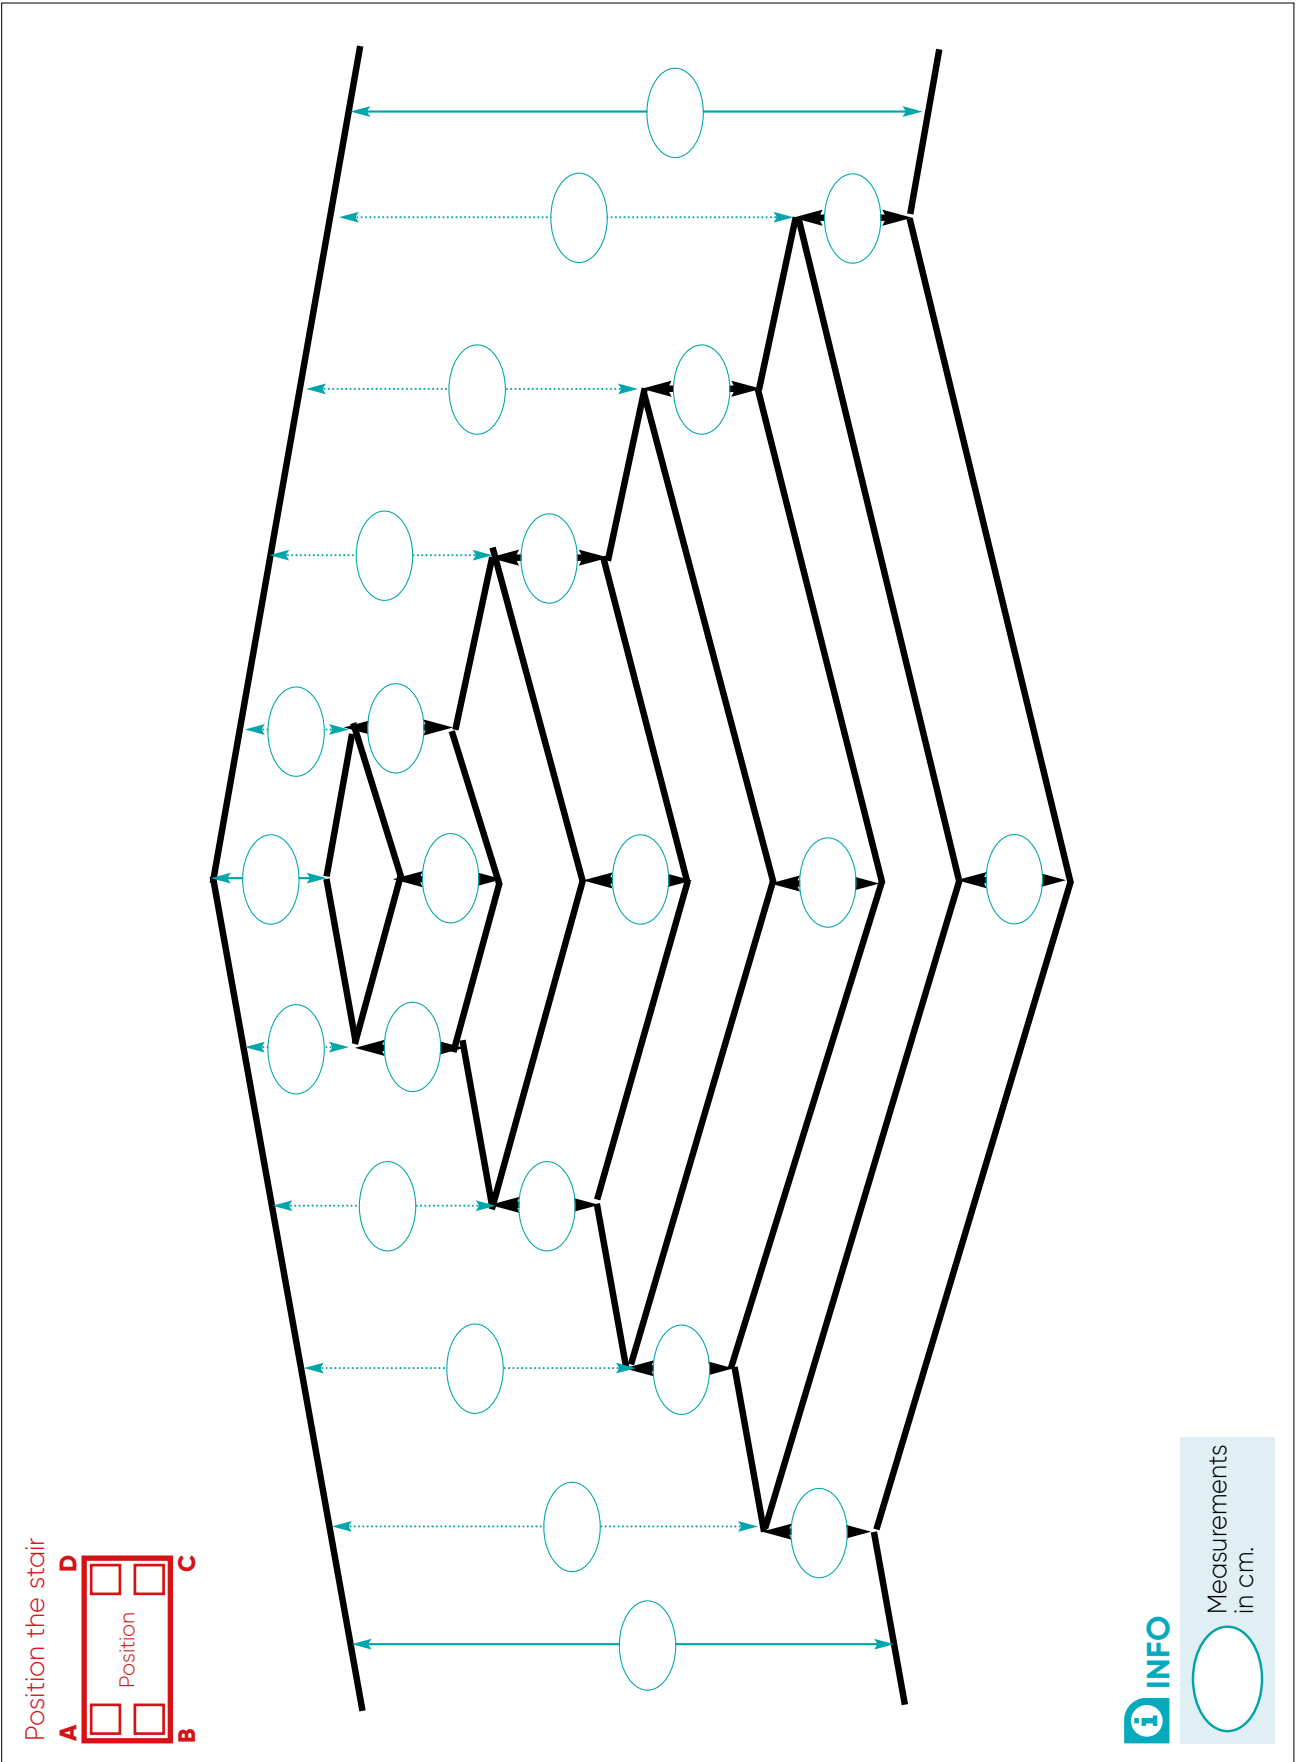 Position the stair
A
D
Position
B
C
i INFO
Measurements
in cm.